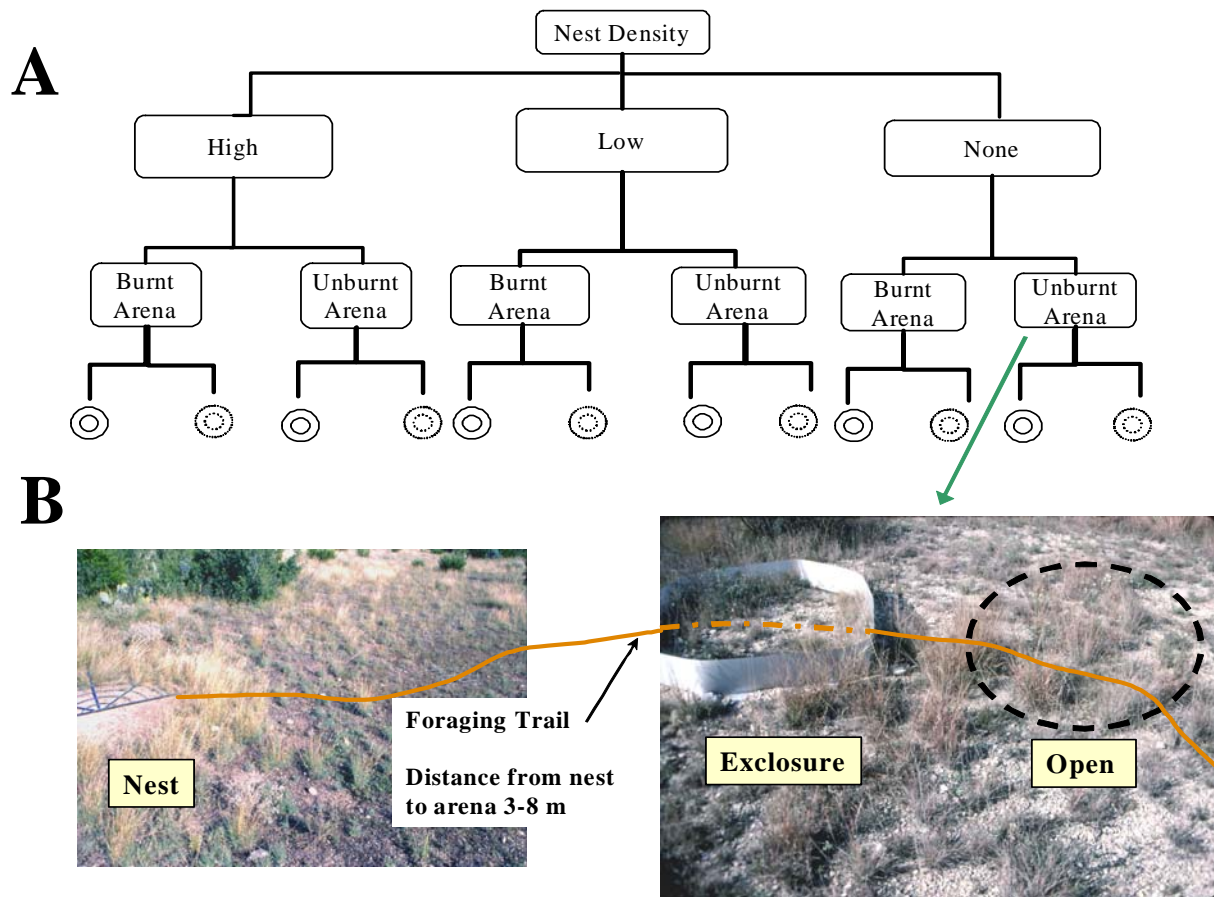 A
Nest Density
High
Low
None
Burnt
Arena
Unburnt
Arena
Burnt
Arena
Unburnt
Arena
Burnt
Arena
Unburnt
Arena
B
Nest
Foraging Trail
Distance from nest
to arena 3-8 m
Exclosure
Open